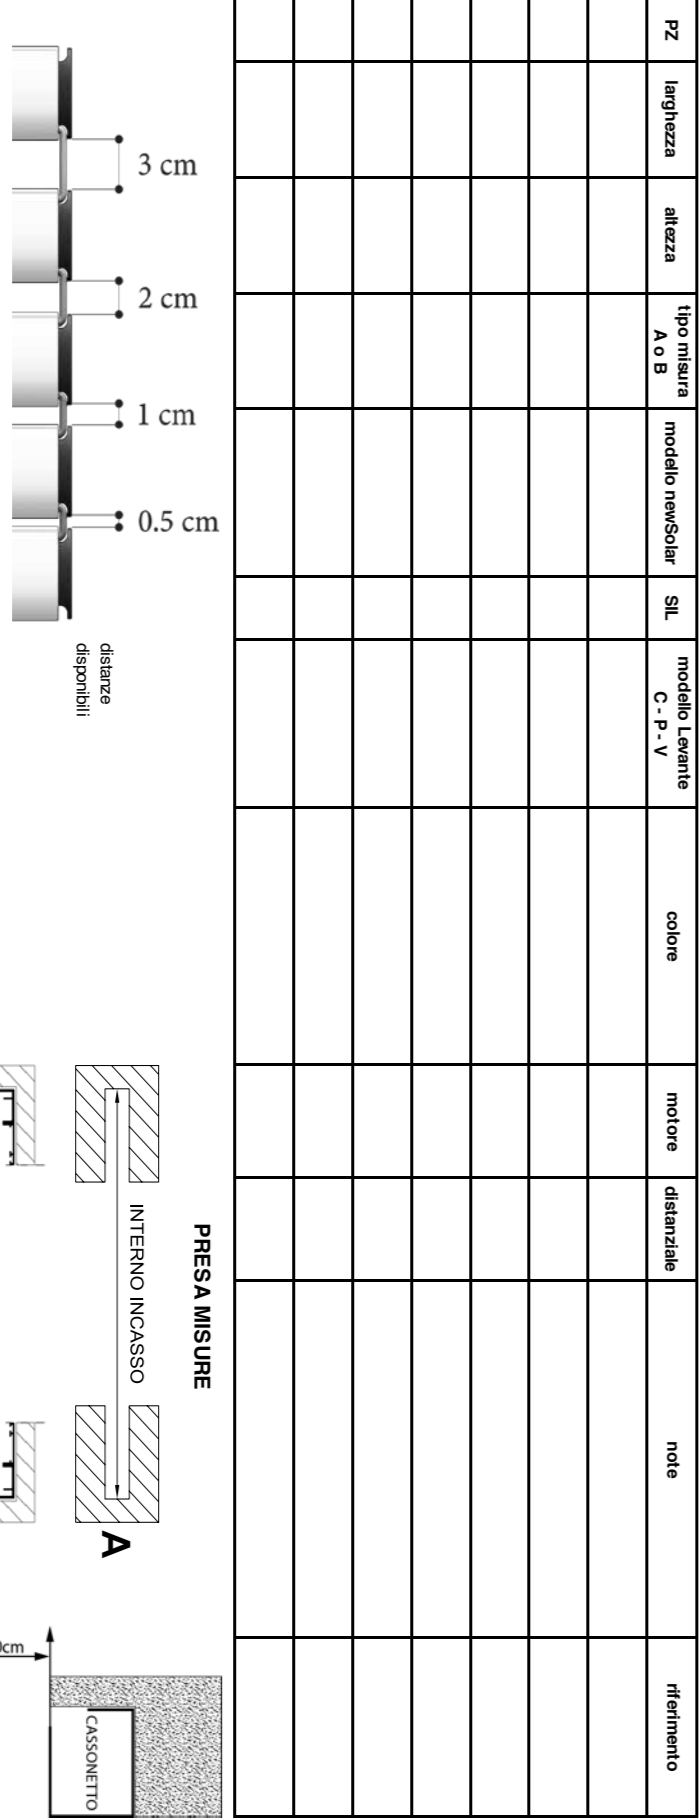 PZ
larghezza
altezza
tipo misura
A o B
modello newSolar
SIL
modello Levante
C - P - V
colore
motore
distanziale
note
riferimento
3 cm
2 cm
1 cm
0.5 cm
distanze
disponibili
PRESA MISURE
INTERNO INCASSO
A
CASSONETTO